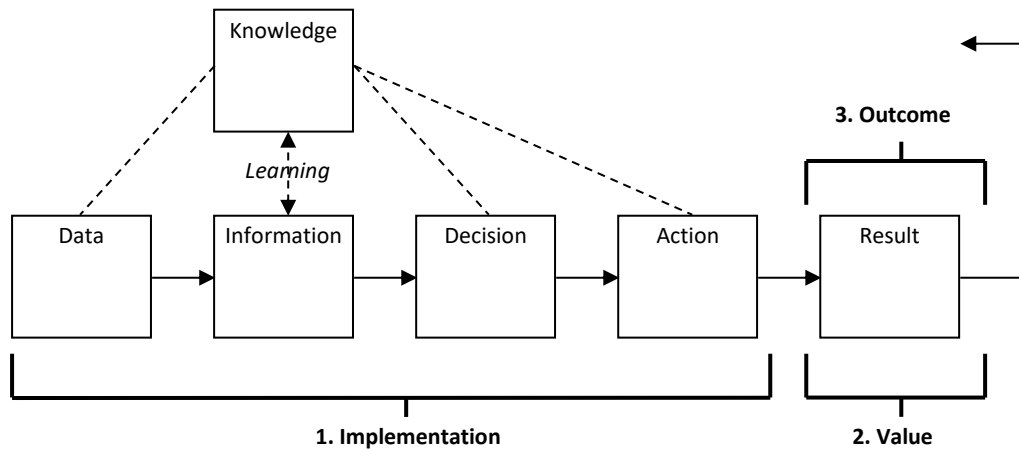 Knowledge
3. Outcome
Learning
Data
Information
Decision
Action
Result
1. Implementation
2. Value